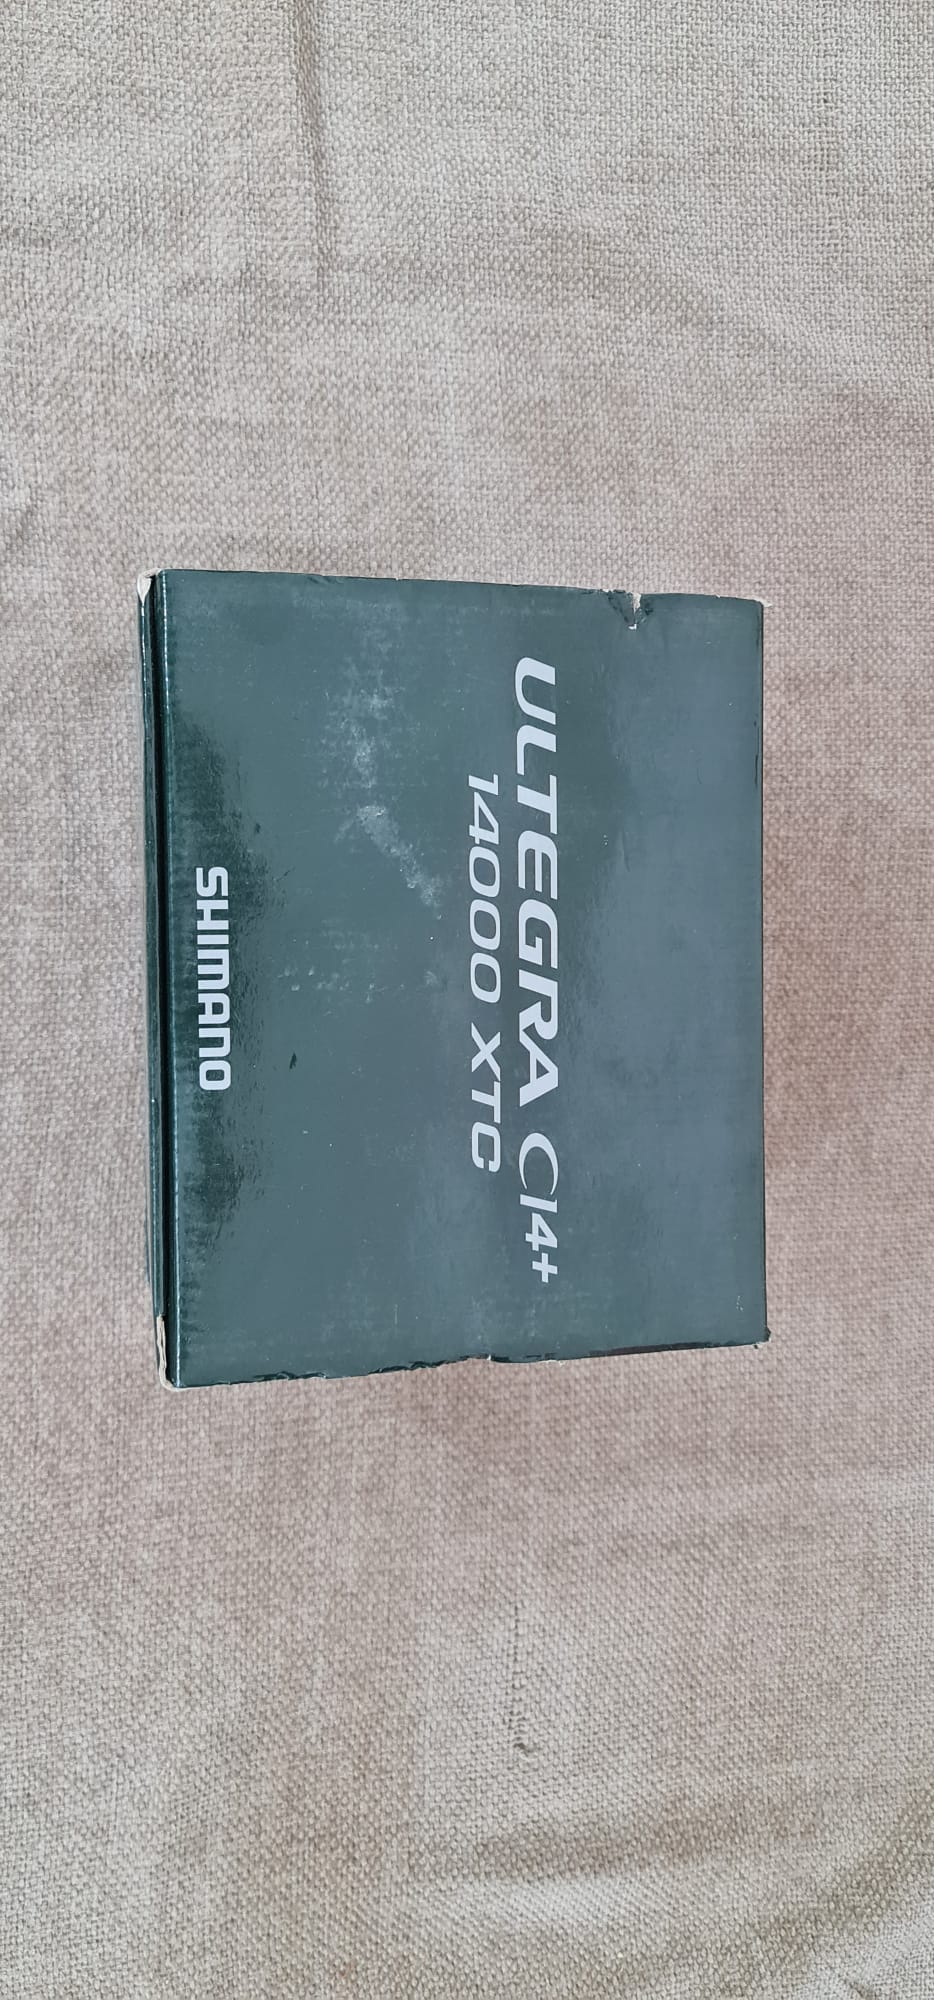 ULTEGRA CI4+
14000 XTC
SHIMANO